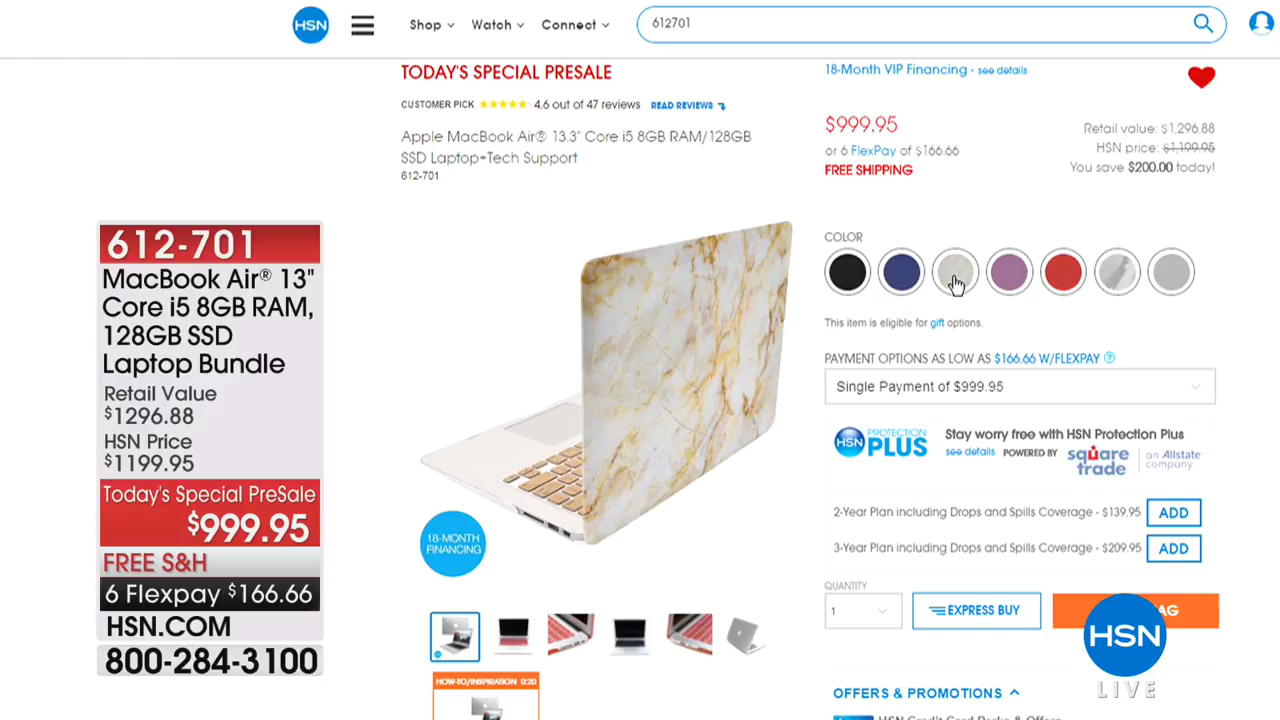 HSN
Shop
Watch
Connect
612701
TODAY'S SPECIAL PRESALE
CUSTOMER PICK 4.6 out of 47 reviews READ REVIEWS
Apple MacBook Air® 13.3" Core i5 8GB RAM/128GB
SSD Laptop+Tech Support
612-701
18-Month VIP Financing - see details
$999.95
or 6 FlexPay of $166.66
FREE SHIPPING
Retail value: $1,296.88
HSN price: $1,199.95
You save $200.00 today!
612-701
MacBook Air® 13"
Core i5 8GB RAM,
128GB SSD
Laptop Bundle
Retail Value
$1296.88
HSN Price
$1199.95
Today's Special PreSale
$999.95
FREE S&H
6 Flexpay $166.66
HSN.COM
800-284-3100
18-MONTH
FINANCING
HOW-TO/INSPIRATION 0:20
COLOR
This item is eligible for gift options.
PAYMENT OPTIONS AS LOW AS $166.66 W/FLEXPAY ?
Single Payment of $999.95
HSN PROTECTION PLUS
Stay worry free with HSN Protection Plus
see details POWERED BY square trade an Allstate company
2-Year Plan including Drops and Spills Coverage - $139.95 ADD
3-Year Plan including Drops and Spills Coverage - $209.95 ADD
QUANTITY
1
EXPRESS BUY
AG
HSN
LIVE
OFFERS & PROMOTIONS
HSN Credit Card Perks & Offers